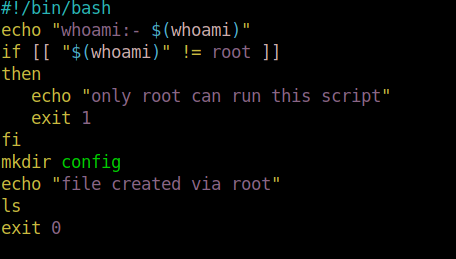 #!/bin/bash
echo "whoami:- $(whoami)"
if [[ "$(whoami)" != root ]]
then
   echo "only root can run this script"
   exit 1
fi
mkdir config
echo "file created via root"
ls
exit 0